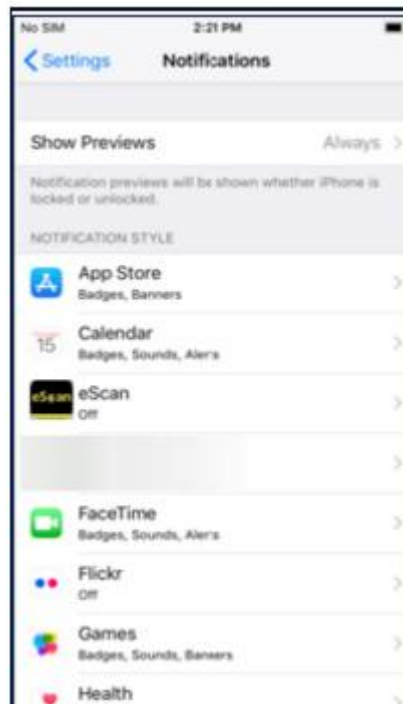 No SIM 2:21 PM
Settings Notifications
Show Previews Always
Notification previews will be shown whether iPhone is
locked or unlocked.
NOTIFICATION STYLE
App Store
Badges, Banners
15
Calendar
Badges, Sounds, Alerts
eScan
eScan
Off
FaceTime
Badges, Sounds, Alerts
Flickr
Off
Games
Badges, Sounds, Banners
Health